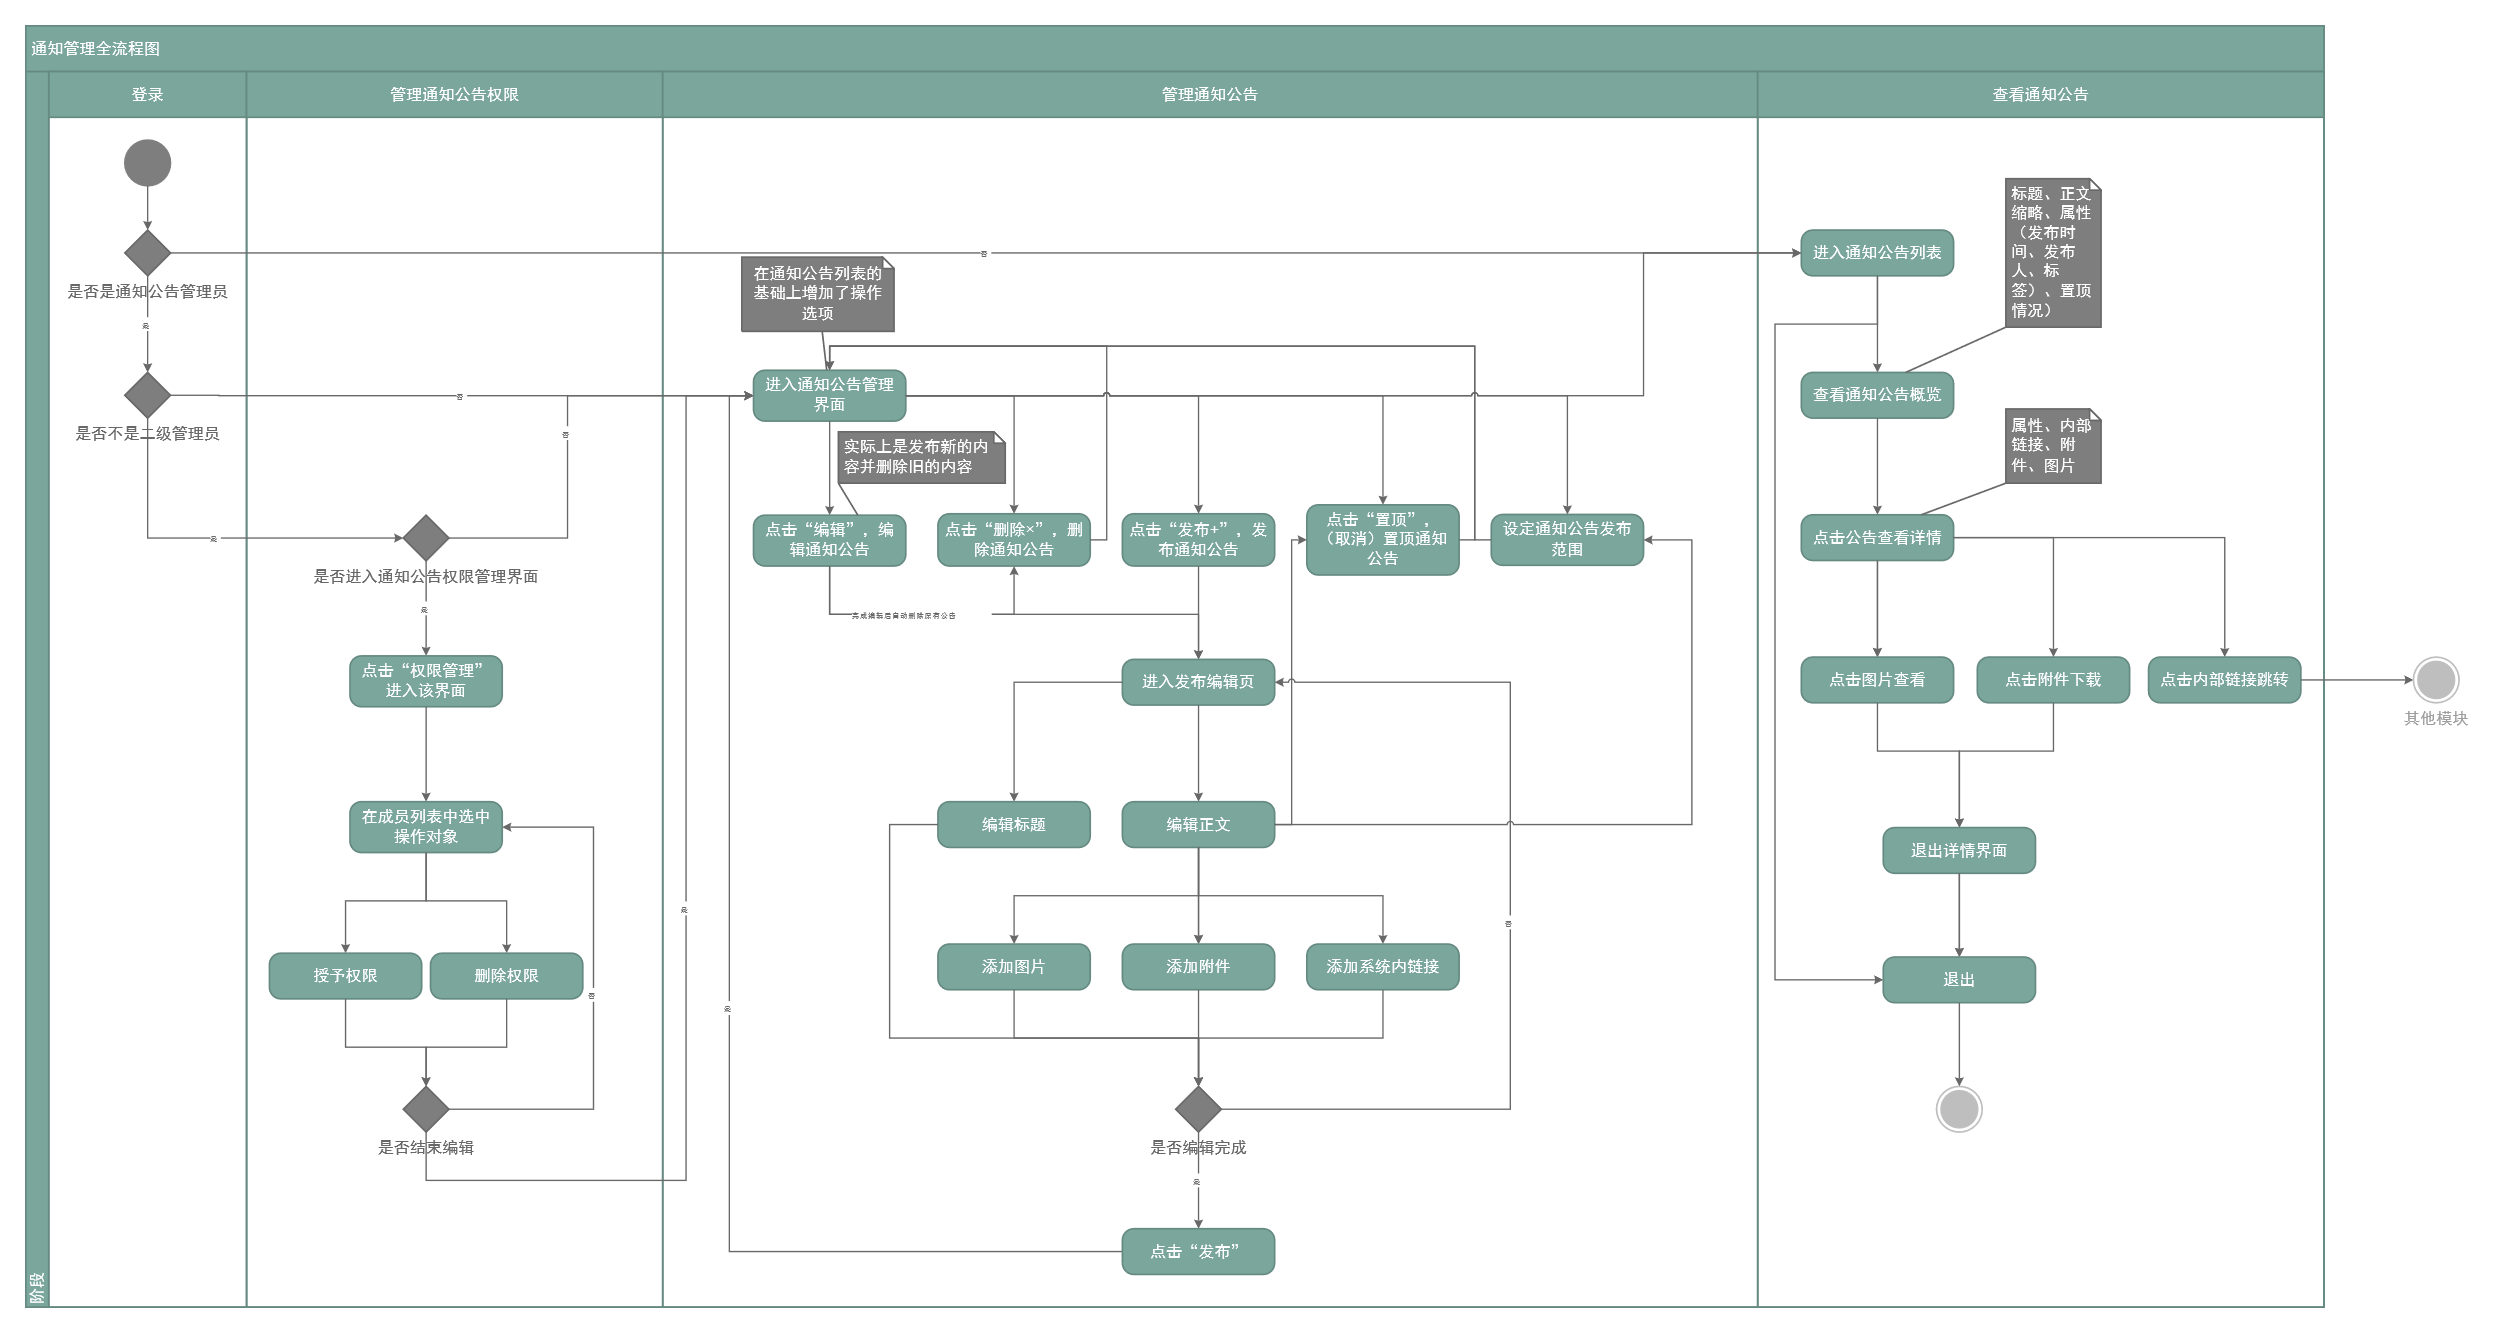 通知管理全流程图
登录
管理通知公告权限
管理通知公告
查看通知公告
阶段
是否是通知公告管理员
是
否
是否不是二级管理员
是
否
是否进入通知公告权限管理界面
否
是
点击“权限管理”
进入该界面
在成员列表中选中
操作对象
授予权限
删除权限
否
是否结束编辑
是
在通知公告列表的
基础上增加了操作
选项
进入通知公告管理
界面
实际上是发布新的内
容并删除旧的内容
点击“编辑”，编
辑通知公告
点击“删除×”，删
除通知公告
点击“发布+”，发
布通知公告
点击“置顶”，
（取消）置顶通知
公告
设定通知公告发布
范围
完成编辑后自动删除原有公告
进入发布编辑页
编辑标题
编辑正文
添加图片
添加附件
添加系统内链接
否
是否编辑完成
是
点击“发布”
是
标题、正文
缩略、属性
（发布时
间、发布
人、标
签）、置顶
情况）
进入通知公告列表
查看通知公告概览
属性、内部
链接、附
件、图片
点击公告查看详情
点击图片查看
点击附件下载
点击内部链接跳转
其他模块
退出详情界面
退出